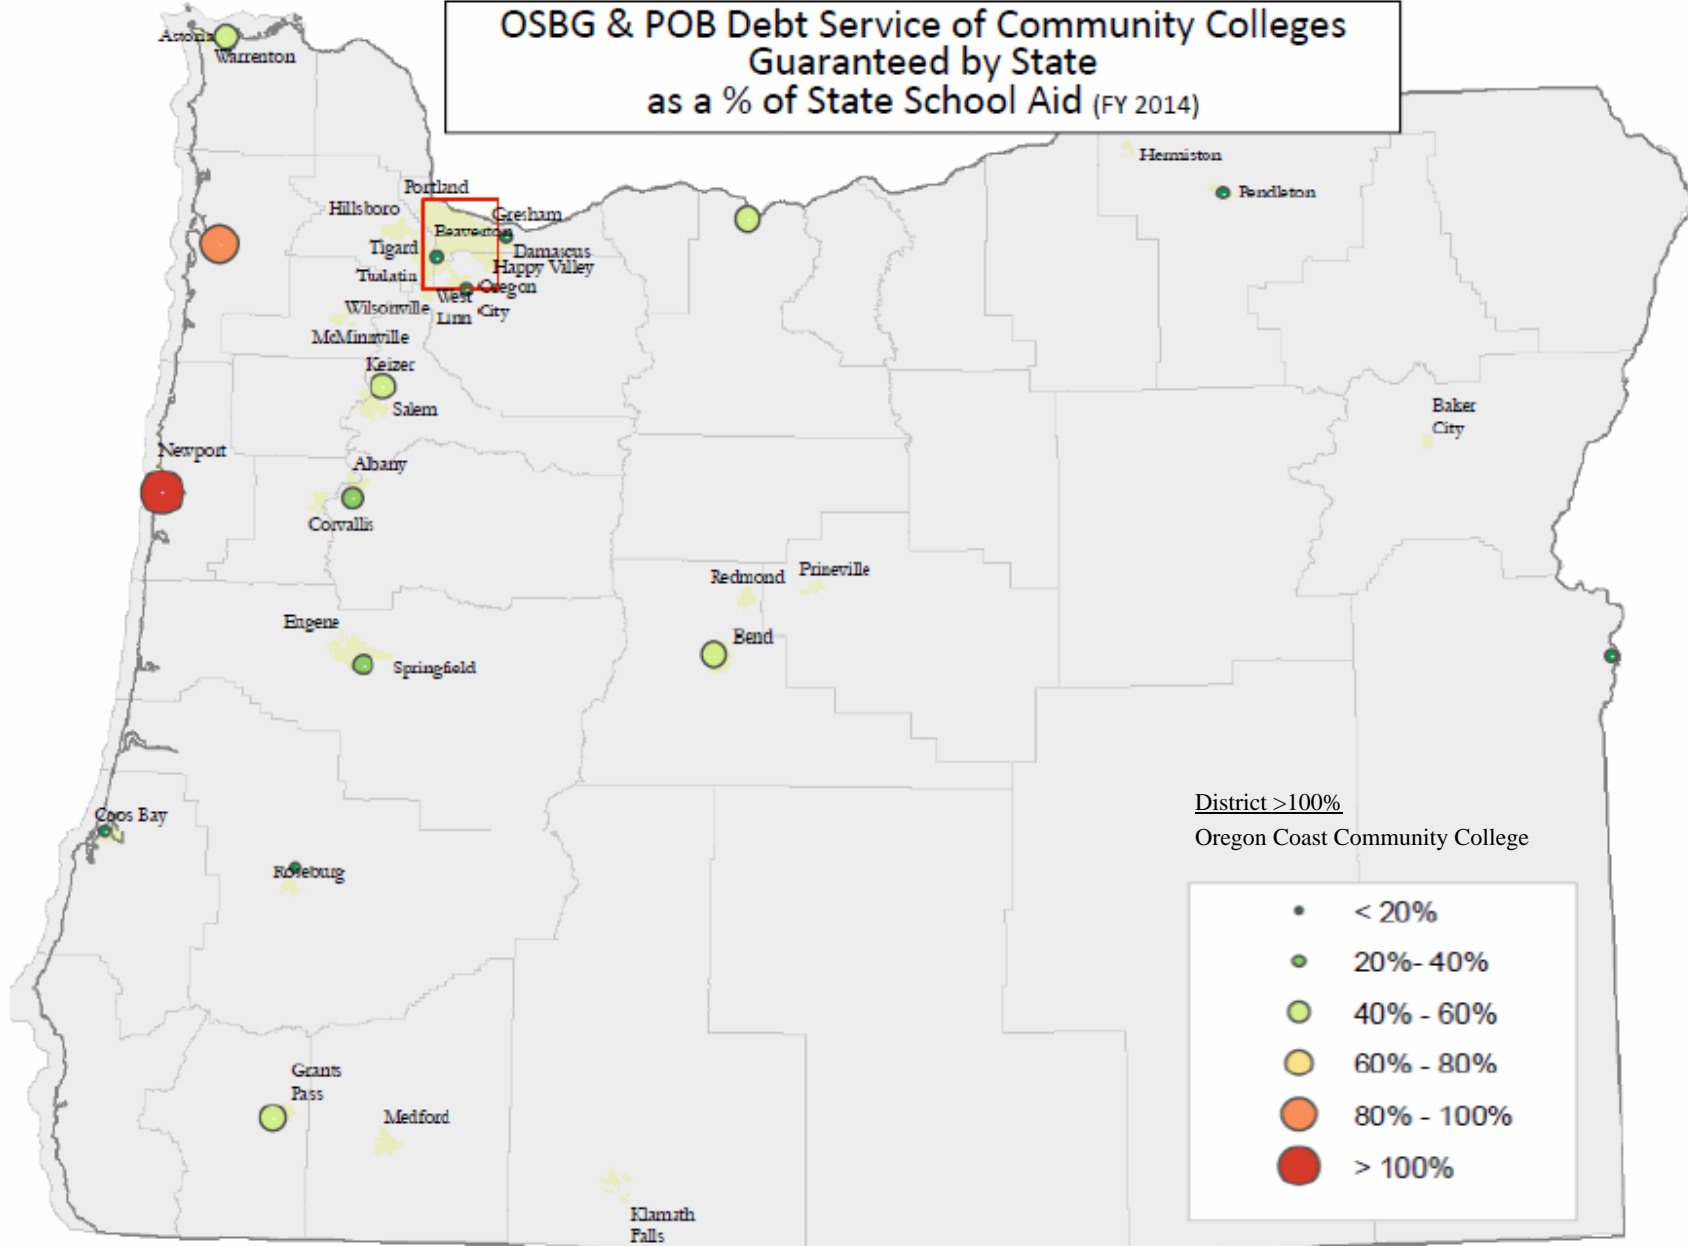 OSBG & POB Debt Service of Community Colleges
Guaranteed by State
as a % of State School Aid (FY 2014)
Astoria
Warrenton
Hermiston
Pendleton
Portland
Hillsboro
Gresham
Beaverton
Tigard
Damascus
Tualatin
Happy Valley
West
Linn
Oregon
City
Wilsonville
McMinnville
Keizer
Salem
Baker
City
Newport
Albany
Corvallis
Redmond
Prineville
Eugene
Bend
Springfield
Coos Bay
Roseburg
District >100%
Oregon Coast Community College
< 20%
20%- 40%
40% - 60%
60% - 80%
80% - 100%
> 100%
Grants
Pass
Medford
Klamath
Falls